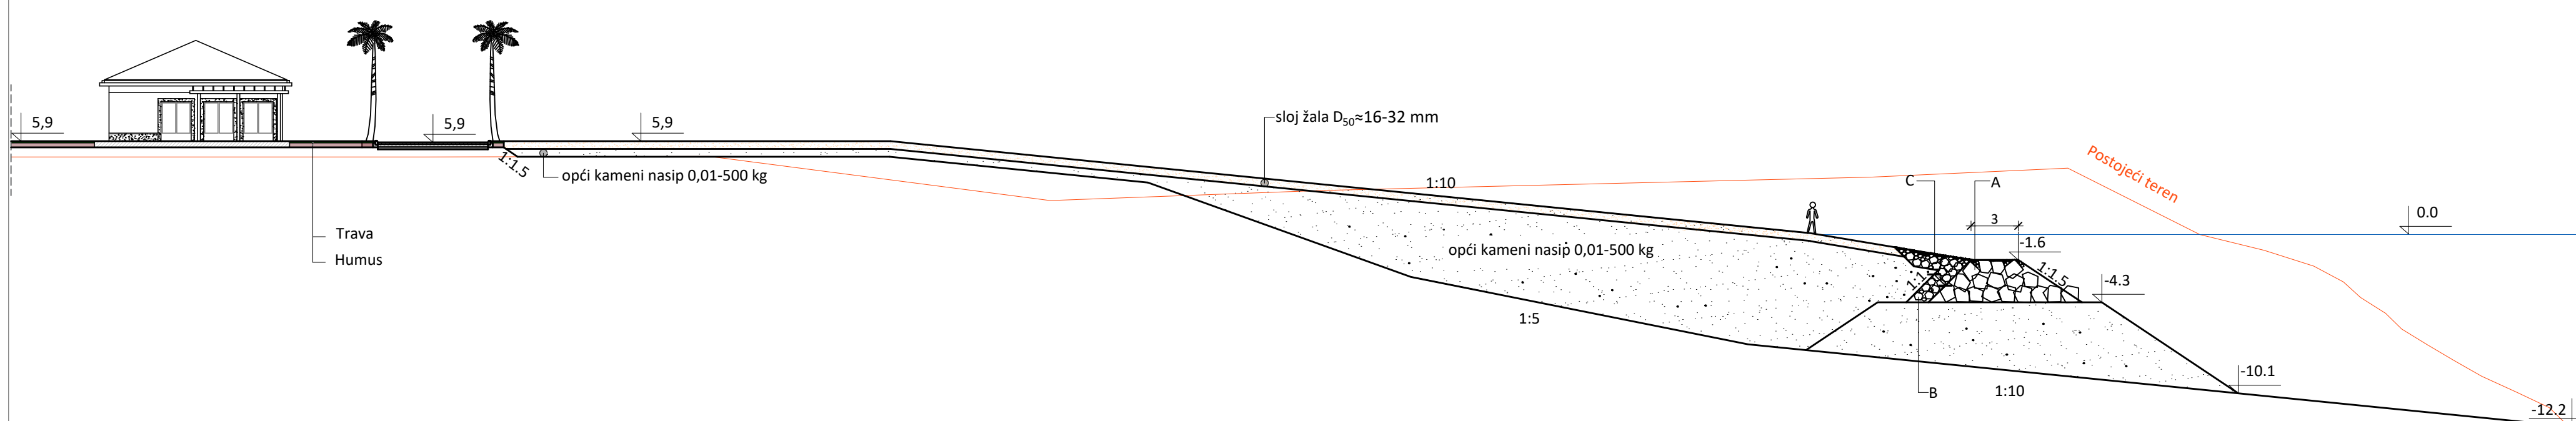 5,9
5,9
5,9
1:1.5
opći kameni nasip 0,01-500 kg
Trava
Humus
sloj žala D₅₀≈16-32 mm
1:10
opći kameni nasip 0,01-500 kg
1:5
C
A
3
Postojeći teren
0.0
-1.6
1:1
1:1.5
-4.3
B
1:10
-10.1
-12.2